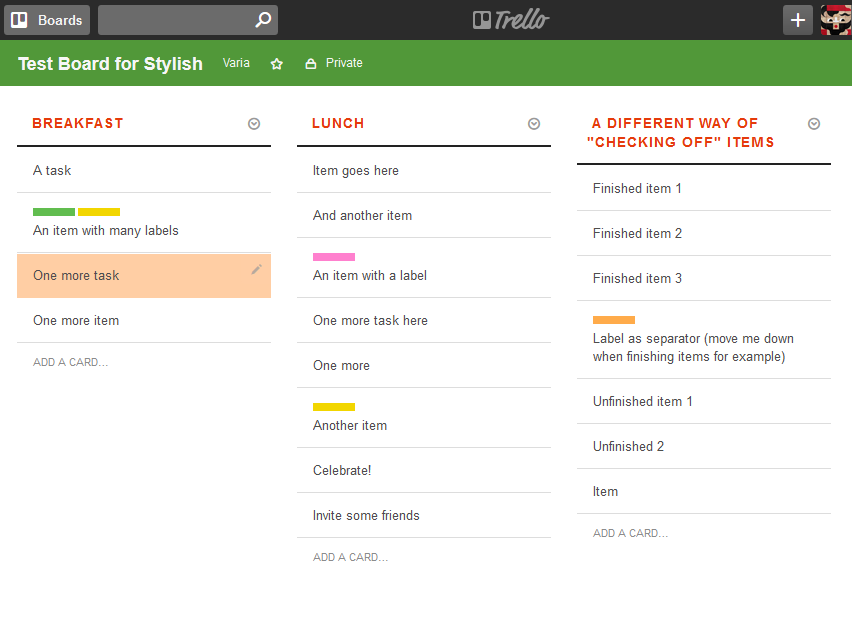 Boards
Trello
Test Board for Stylish Varia Private
BREAKFAST
A task
An item with many labels
One more task
One more item
ADD A CARD...
LUNCH
Item goes here
And another item
An item with a label
One more task here
One more
Another item
Celebrate!
Invite some friends
ADD A CARD...
A DIFFERENT WAY OF
"CHECKING OFF" ITEMS
Finished item 1
Finished item 2
Finished item 3
Label as separator (move me down
when finishing items for example)
Unfinished item 1
Unfinished 2
Item
ADD A CARD...